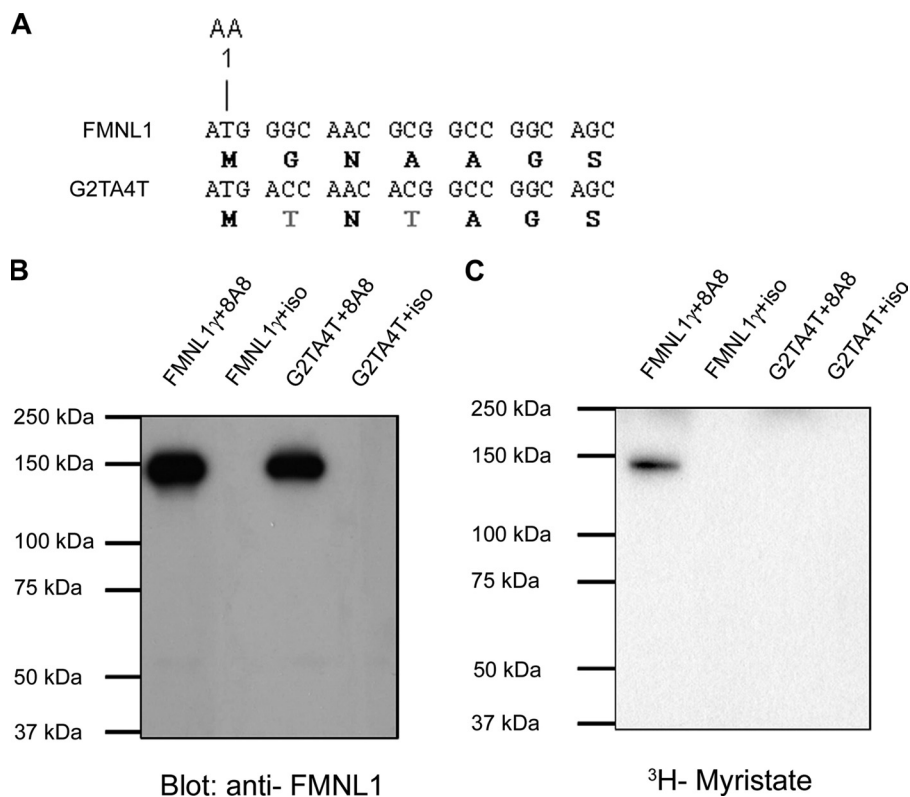 A
AA
1
FMNL1 ATG GGC AAC GCG GCC GGC AGC
M G N A A G S
G2TA4T ATG ACC AAC ACG GCC GGC AGC
M T N T A G S
B
FMNL1γ+8A8
FMNL1γ+iso
G2TA4T+8A8
G2TA4T+iso
250 kDa
150 kDa
100 kDa
75 kDa
50 kDa
37 kDa
Blot: anti- FMNL1
C
FMNL1γ+8A8
FMNL1γ+iso
G2TA4T+8A8
G2TA4T+iso
250 kDa
150 kDa
100 kDa
75 kDa
50 kDa
37 kDa
³H- Myristate